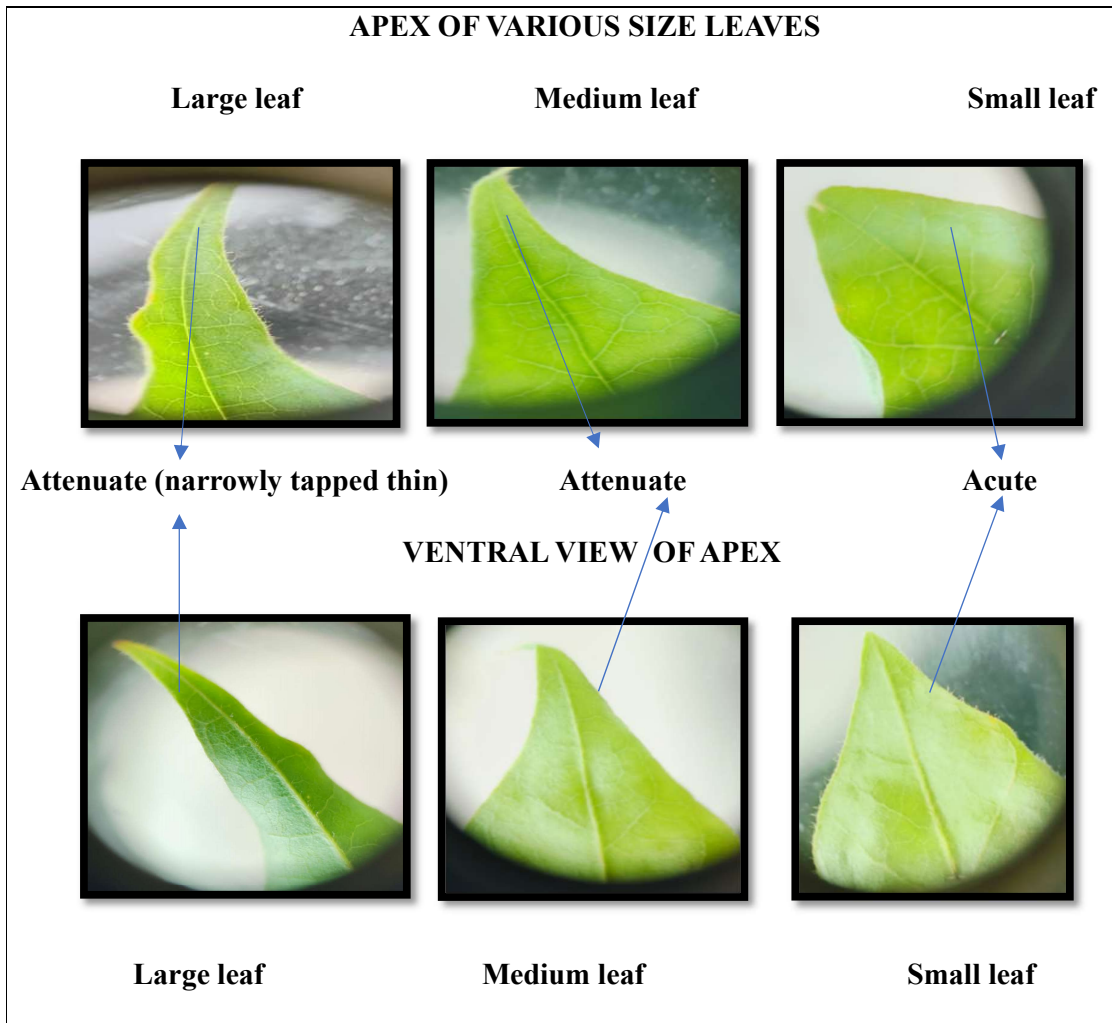 APEX OF VARIOUS SIZE LEAVES
Large leaf Medium leaf Small leaf
Attenuate (narrowly tapped thin) Attenuate Acute
VENTRAL VIEW OF APEX
Large leaf Medium leaf Small leaf